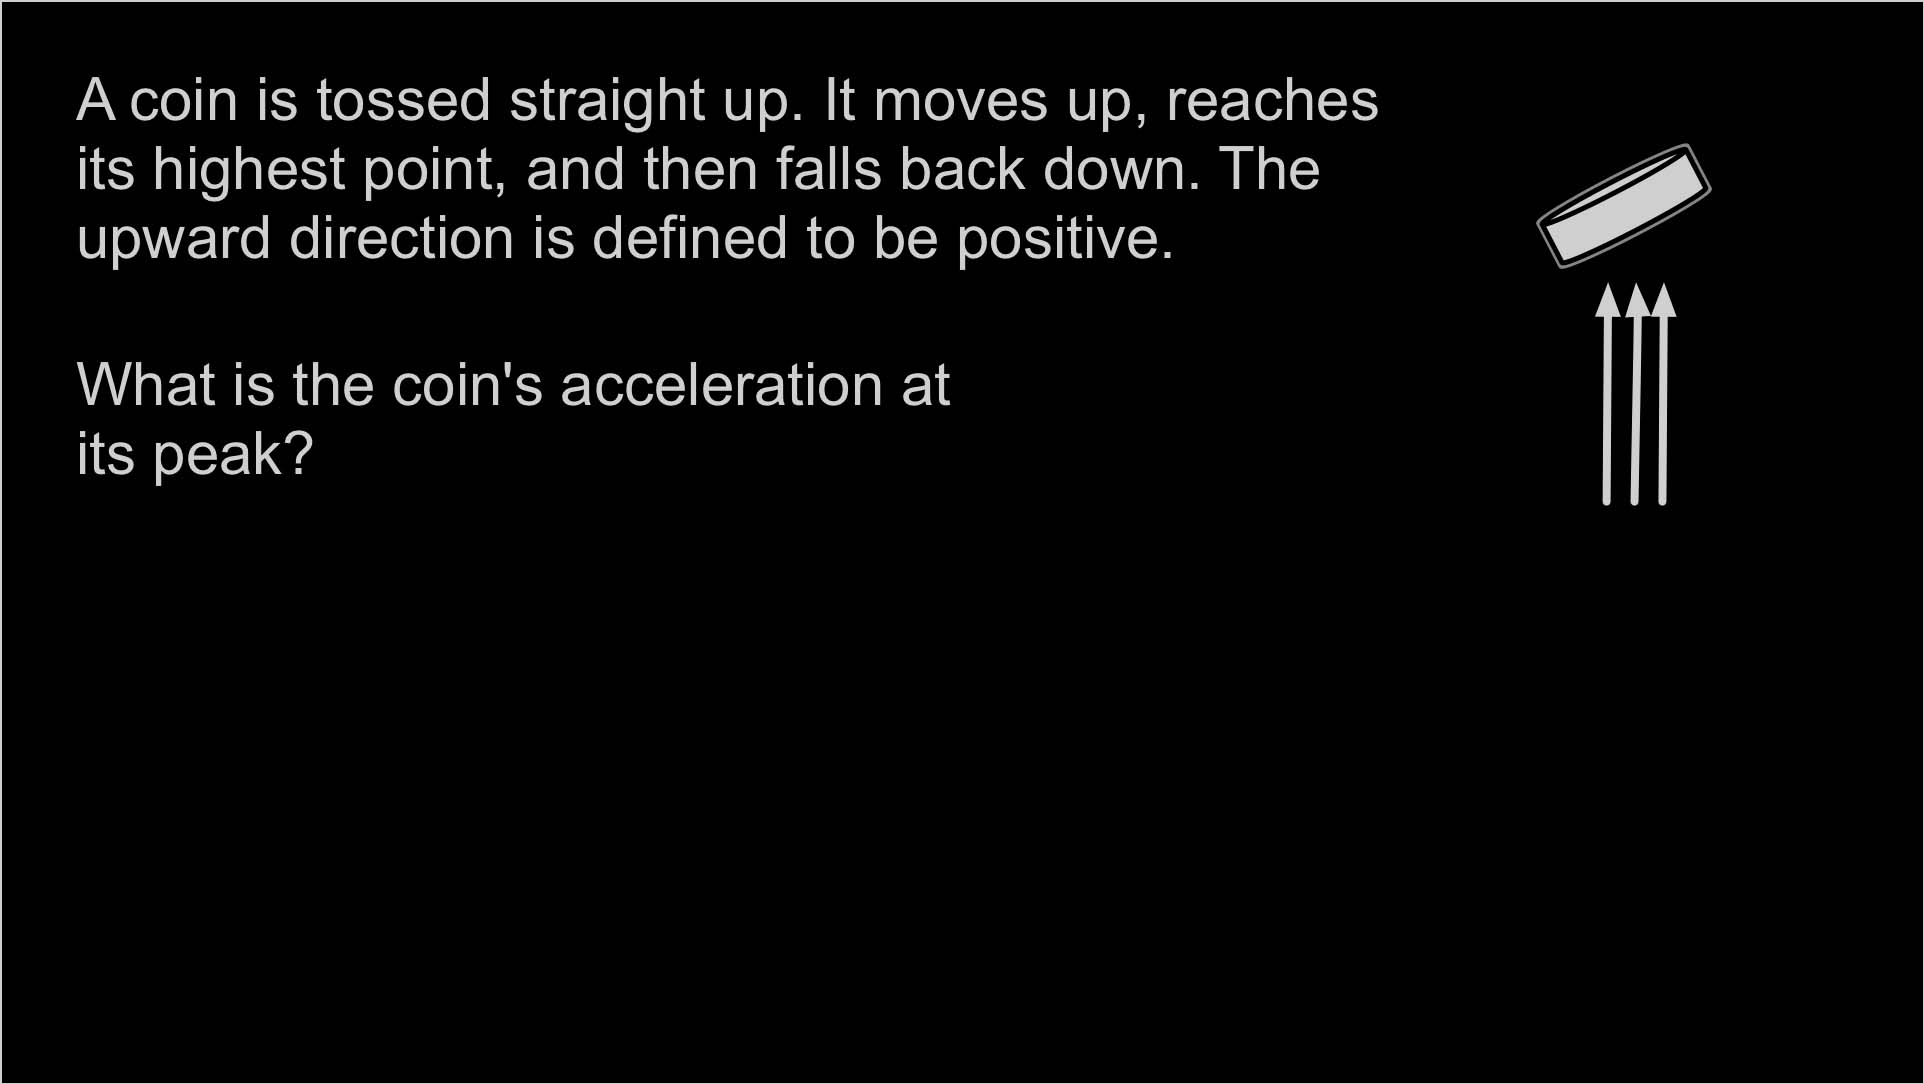 A coin is tossed straight up. It moves up, reaches
its highest point, and then falls back down. The
upward direction is defined to be positive.
What is the coin's acceleration at
its peak?